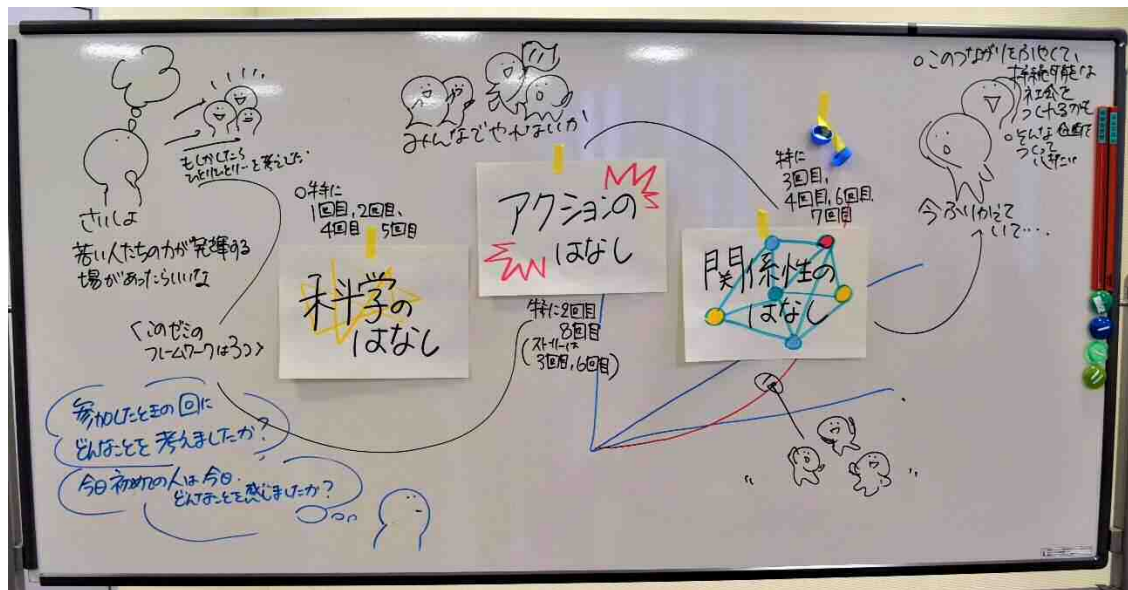 もしかしたら
ひとりひとりを考えした
さいしょ
若い人たちの力が発揮する
場があったらいいな
〈このゼミの
フレームワークは3つ〉
○特に
1回目、2回目、
4回目 5回目
科学の
はなし
みんなでやんないか
アクションの
はなし
特に2回目
8回目
(ストーリーは
3回目,6回目)
特に
3回目,
4回目,6回目,
7回目
関係性の
はなし
○このつながりをふやして、
持続可能な
社会を
つくれるかも
○そんな
つくって
いきたい
今ふりかえて
いて…。
参加したときの回に
どんなことを考えましたか?
今日初めての人は今日、
どんなことを感じましたか?